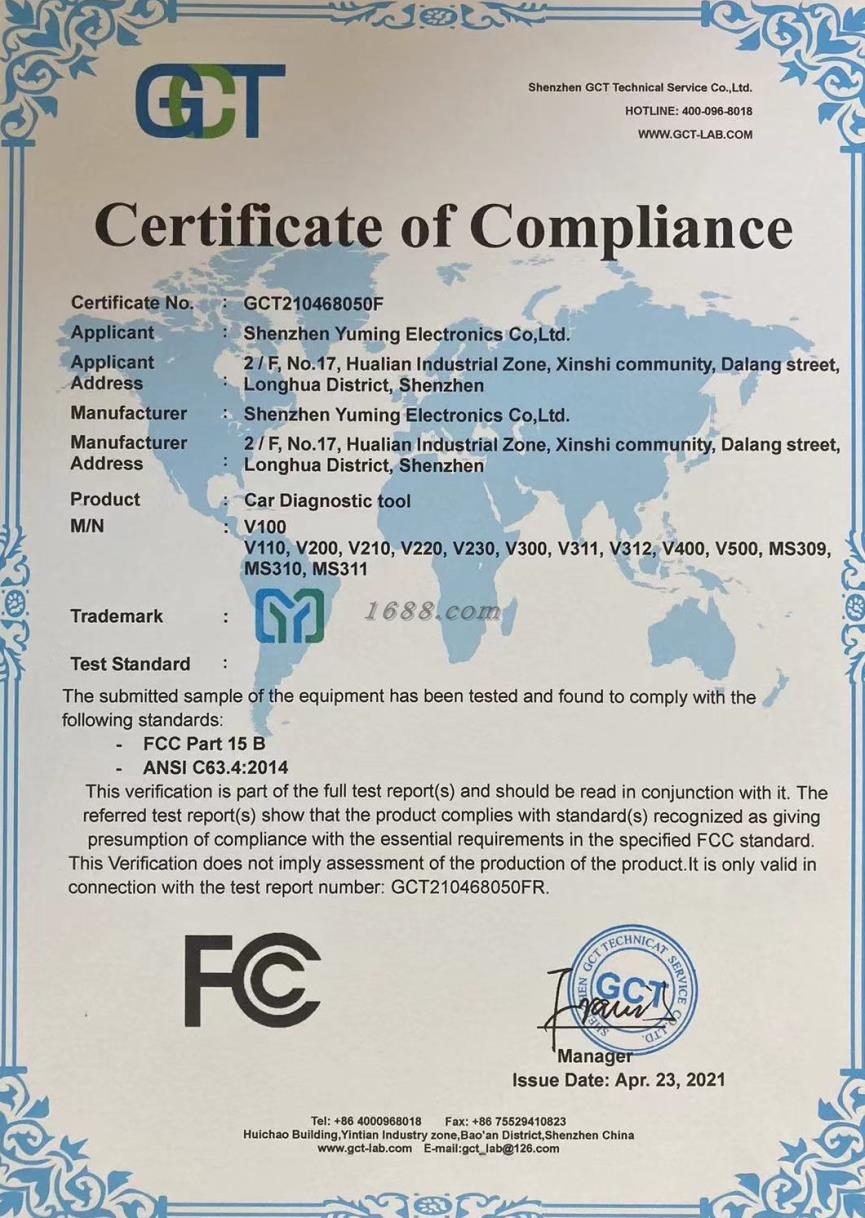 GCT
Shenzhen GCT Technical Service Co.,Ltd.
HOTLINE: 400-096-8018
WWW.GCT-LAB.COM
Certificate of Compliance
Certificate No. : GCT210468050F
Applicant : Shenzhen Yuming Electronics Co,Ltd.
Applicant Address : 2 / F, No.17, Hualian Industrial Zone, Xinshi community, Dalang street,
Longhua District, Shenzhen
Manufacturer : Shenzhen Yuming Electronics Co,Ltd.
Manufacturer Address : 2 / F, No.17, Hualian Industrial Zone, Xinshi community, Dalang street,
Longhua District, Shenzhen
Product : Car Diagnostic tool
M/N : V100
V110, V200, V210, V220, V230, V300, V311, V312, V400, V500, MS309,
MS310, MS311
Trademark :
1688.com
Test Standard :
The submitted sample of the equipment has been tested and found to comply with the
following standards:
- FCC Part 15 B
- ANSI C63.4:2014
This verification is part of the full test report(s) and should be read in conjunction with it. The
referred test report(s) show that the product complies with standard(s) recognized as giving
presumption of compliance with the essential requirements in the specified FCC standard.
This Verification does not imply assessment of the production of the product.It is only valid in
connection with the test report number: GCT210468050FR.
FC
SHENZHEN GCT TECHNICAT SERVICE CO.,LTD.
GCT
Manager
Issue Date: Apr. 23, 2021
Tel: +86 4000968018 Fax: +86 75529410823
Huichao Building,Yintian Industry zone,Bao'an District,Shenzhen China
www.gct-lab.com E-mail:gct_lab@126.com